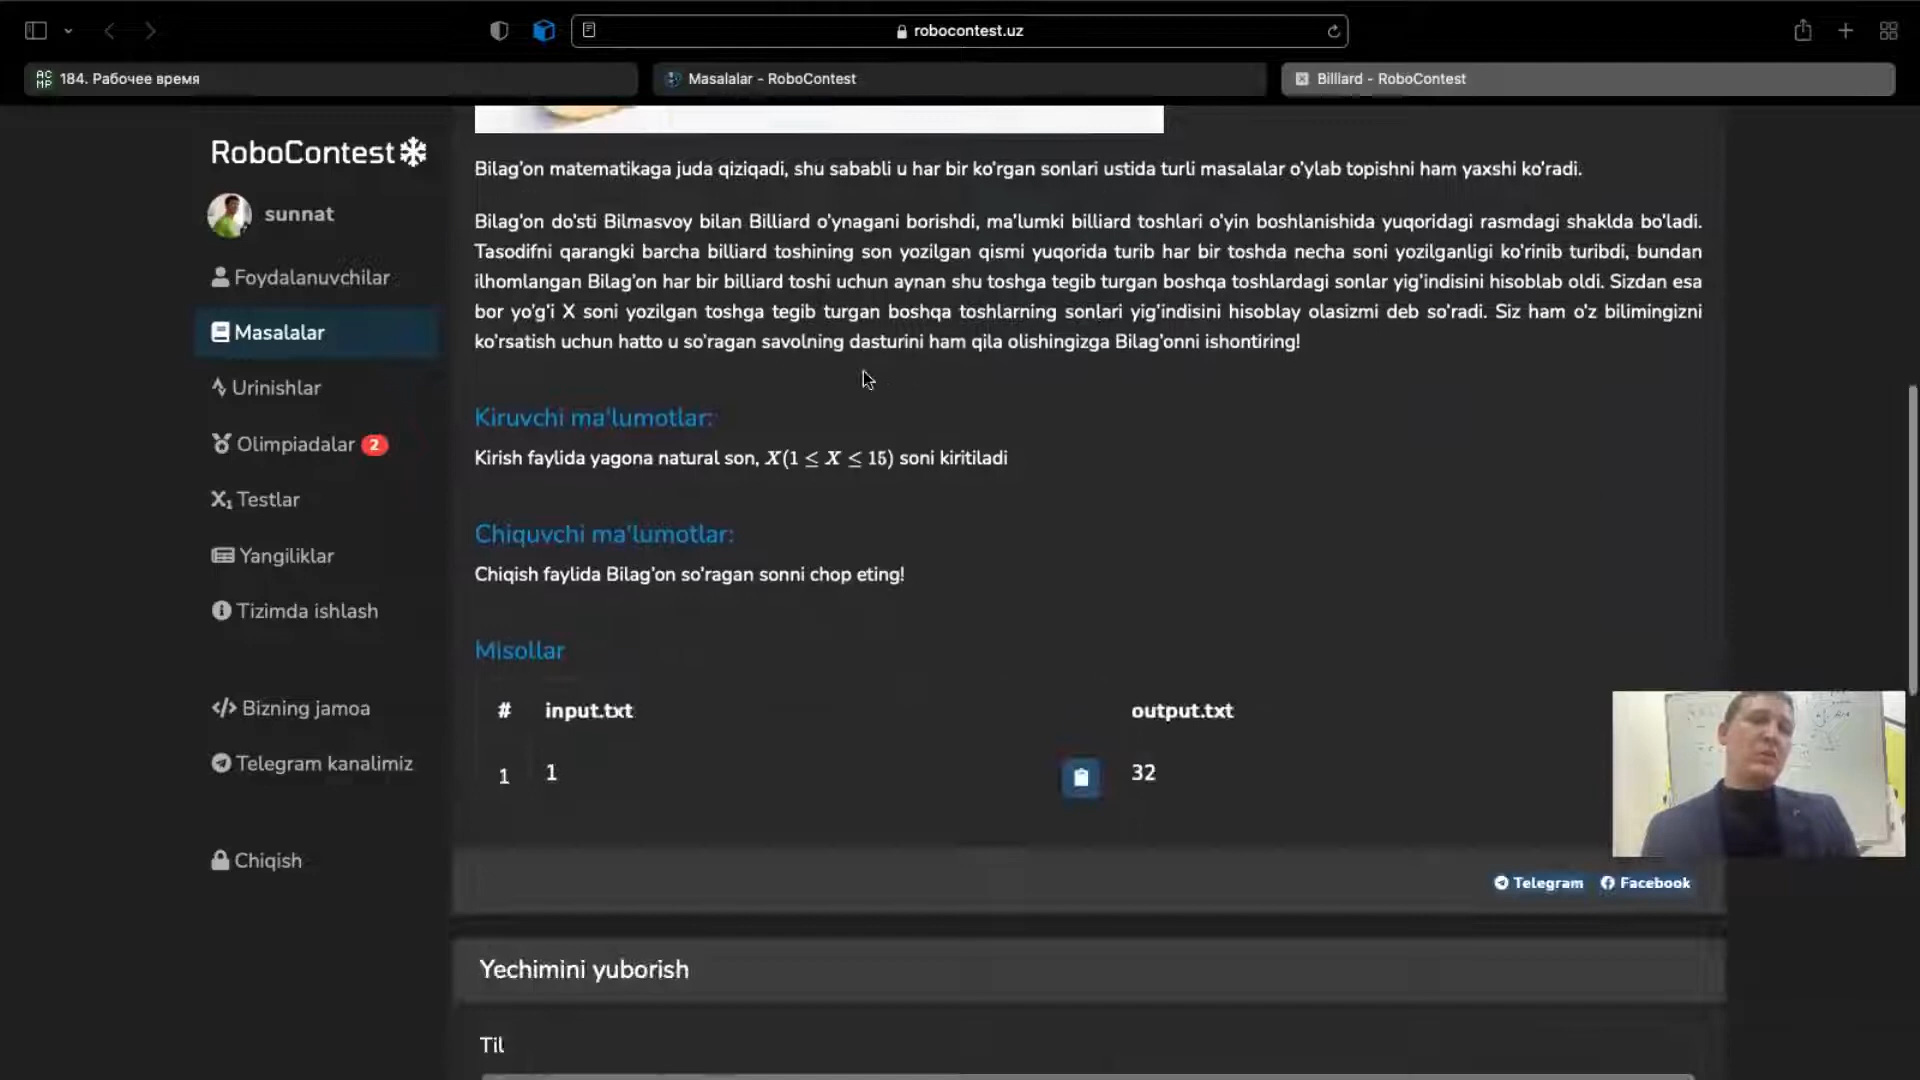 robocontest.uz
184. Рабочее время
Masalalar - RoboContest
Billiard - RoboContest
RoboContest
sunnat
Foydalanuvchilar
Masalalar
Urinishlar
Olimpiadalar 2
X₁ Testlar
Yangiliklar
Tizimda ishlash
Bizning jamoa
Telegram kanalimiz
Chiqish
Bilag'on matematikaga juda qiziqadi, shu sababli u har bir ko'rgan sonlari ustida turli masalalar o'ylab topishni ham yaxshi ko'radi.
Bilag'on do'sti Bilmasvoy bilan Billiard o'ynagani borishdi, ma'lumki billiard toshlari o'yin boshlanishida yuqoridagi rasmdagi shaklda bo'ladi.
Tasodifni qarangki barcha billiard toshining son yozilgan qismi yuqorida turib har bir toshda necha soni yozilganligi ko'rinib turibdi, bundan
ilhomlangan Bilag'on har bir billiard toshi uchun aynan shu toshga tegib turgan boshqa toshlardagi sonlar yig'indisini hisoblab oldi. Sizdan esa
bor yo'g'i X soni yozilgan toshga tegib turgan boshqa toshlarning sonlari yig'indisini hisoblay olasizmi deb so'radi. Siz ham o'z bilimingizni
ko'rsatish uchun hatto u so'ragan savolning dasturini ham qila olishingizga Bilag'onni ishontiring!
Kiruvchi ma'lumotlar:
Kirish faylida yagona natural son, X(1 ≤ X ≤ 15) soni kiritiladi
Chiquvchi ma'lumotlar:
Chiqish faylida Bilag'on so'ragan sonni chop eting!
Misollar
# input.txt output.txt
1 1 32
Telegram Facebook
Yechimini yuborish
Til